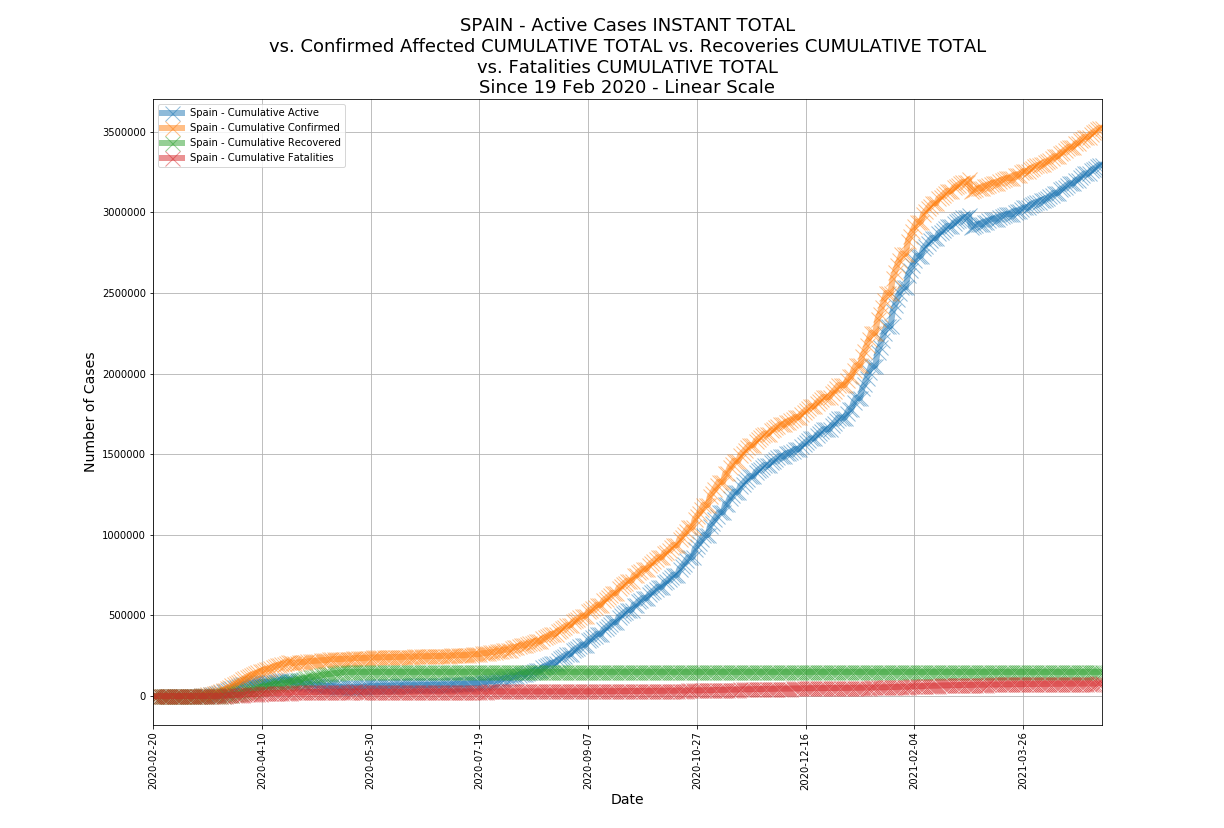 SPAIN - Active Cases INSTANT TOTAL
vs. Confirmed Affected CUMULATIVE TOTAL vs. Recoveries CUMULATIVE TOTAL
vs. Fatalities CUMULATIVE TOTAL
Since 19 Feb 2020 - Linear Scale
Spain - Cumulative Active
Spain - Cumulative Confirmed
Spain - Cumulative Recovered
Spain - Cumulative Fatalities
Number of Cases
3500000
3000000
2500000
2000000
1500000
1000000
500000
0
2020-02-20
2020-04-10
2020-05-30
2020-07-19
2020-09-07
2020-10-27
2020-12-16
2021-02-04
2021-03-26
Date